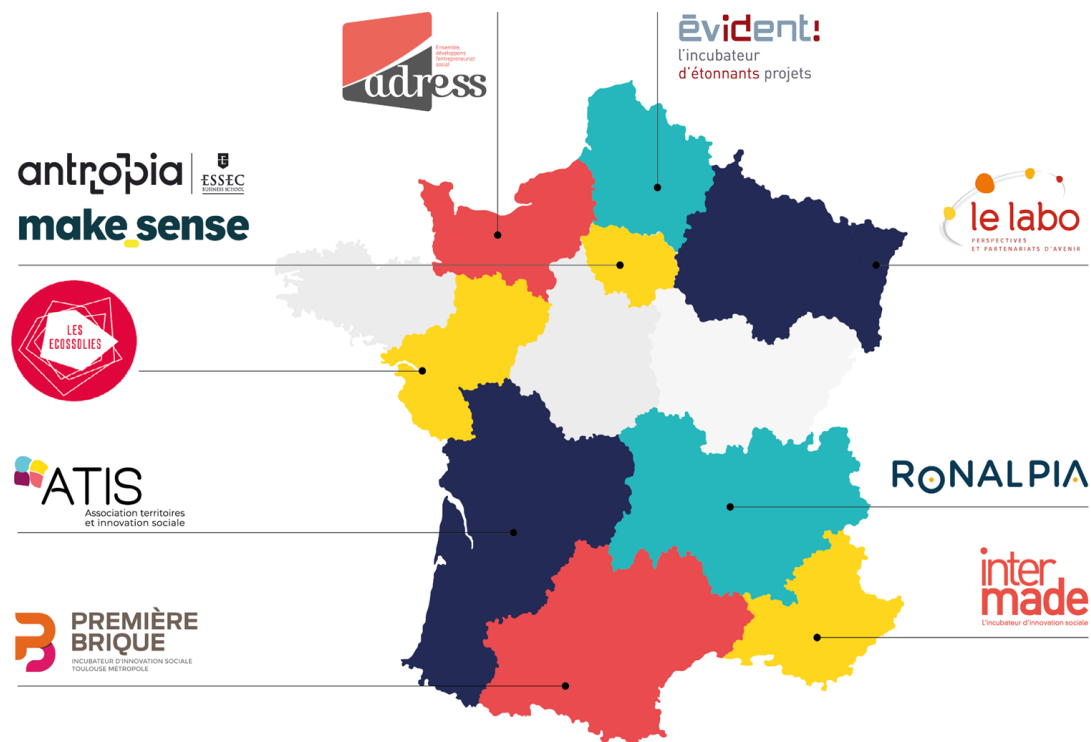 Ensemble,
développons
l'entrepreneuriat
social
adress
évident!
l'incubateur
d'étonnants projets
antropia
ESSEC
BUSINESS SCHOOL
make_sense
le labo
PERSPECTIVES
ET PARTENARIATS D'AVENIR
LES
ECOSSOLIES
ATIS
Association territoires
et innovation sociale
RONALPIA
inter
made
L'incubateur d'innovation sociale
PREMIÈRE
BRIQUE
INCUBATEUR D'INNOVATION SOCIALE
TOULOUSE MÉTROPOLE